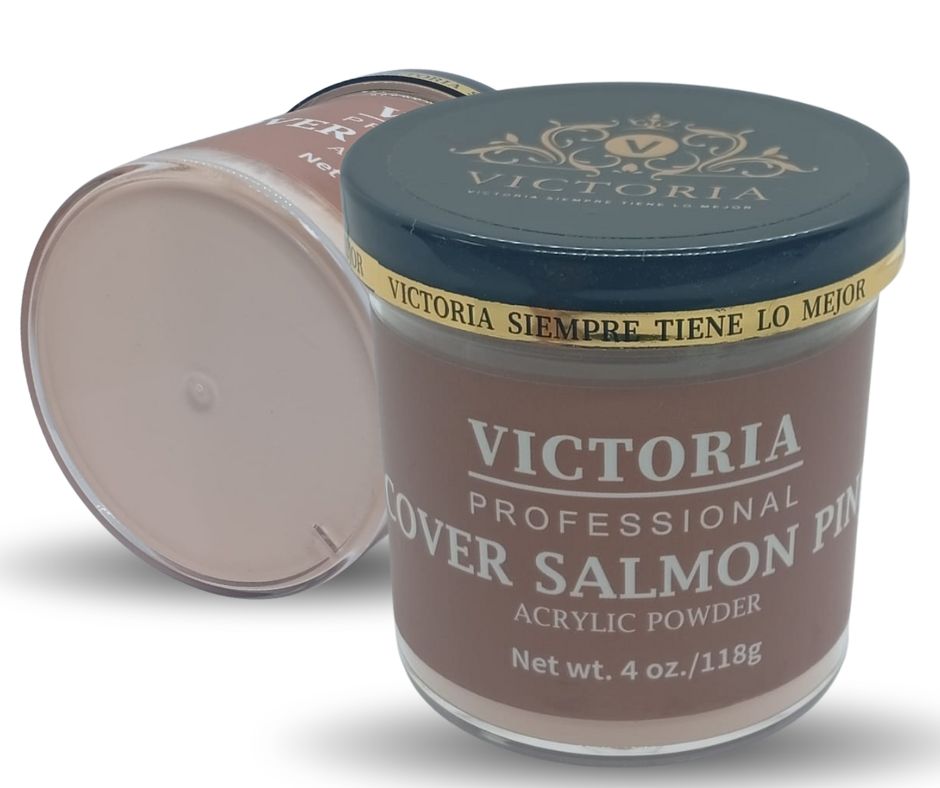 V
VICTORIA
VICTORIA SIEMPRE TIENE LO MEJOR
VICTORIA SIEMPRE TIENE LO MEJOR
VICTORIA
PROFESSIONAL
COVER SALMON PIN
ACRYLIC POWDER
Net wt. 4 oz./118g